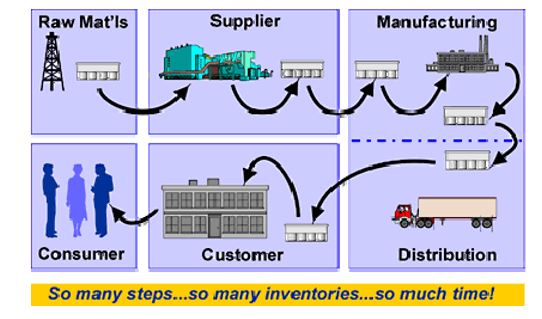 Raw Mat'ls
Supplier
Manufacturing
Consumer
Customer
Distribution
So many steps...so many inventories...so much time!